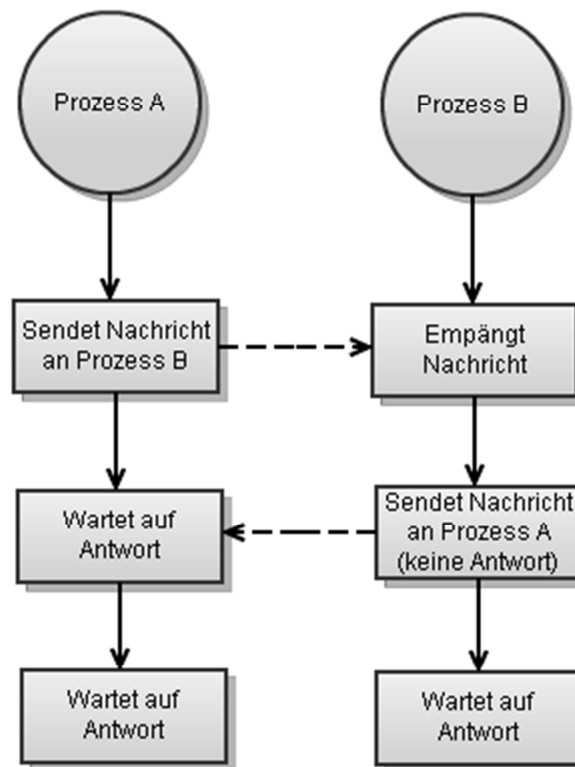 Prozess A
Prozess B
Sendet Nachricht
an Prozess B
Empängt
Nachricht
Wartet auf
Antwort
Sendet Nachricht
an Prozess A
(keine Antwort)
Wartet auf
Antwort
Wartet auf
Antwort